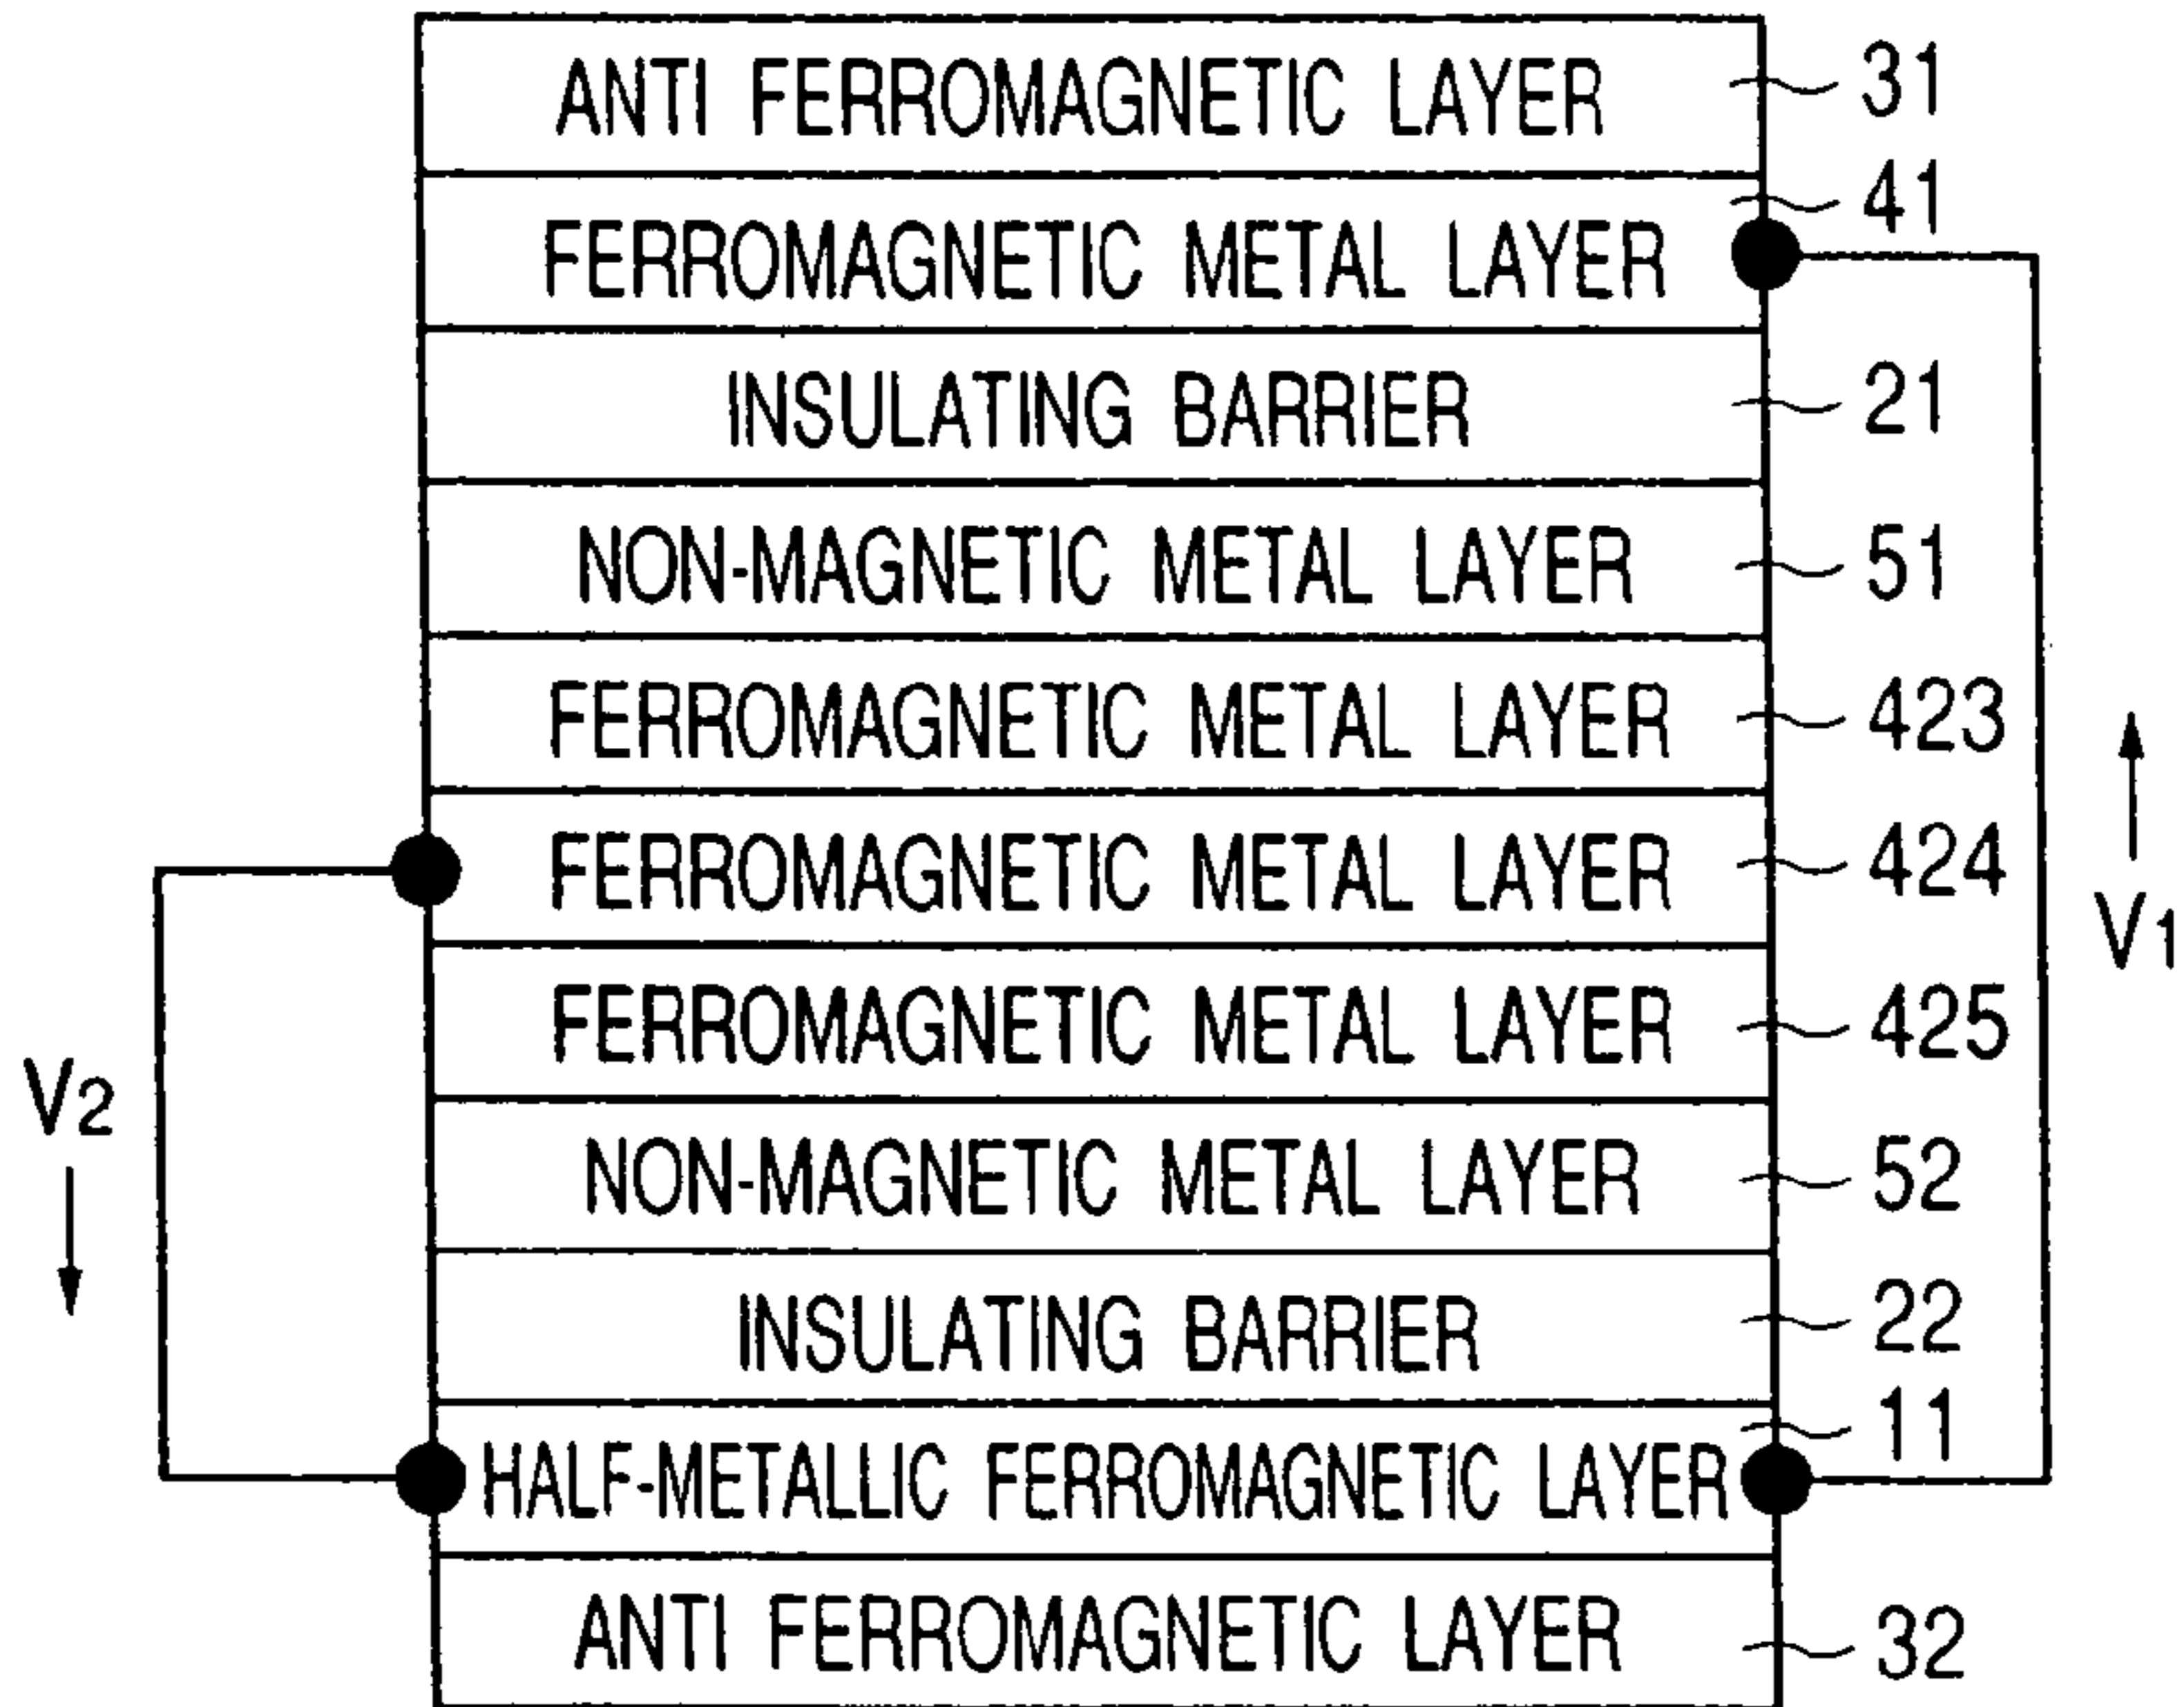 ANTI FERROMAGNETIC LAYER 31
FERROMAGNETIC METAL LAYER 41
INSULATING BARRIER 21
NON-MAGNETIC METAL LAYER 51
FERROMAGNETIC METAL LAYER 423
FERROMAGNETIC METAL LAYER 424
V1
FERROMAGNETIC METAL LAYER 425
V2
NON-MAGNETIC METAL LAYER 52
INSULATING BARRIER 22
HALF-METALLIC FERROMAGNETIC LAYER 11
ANTI FERROMAGNETIC LAYER 32